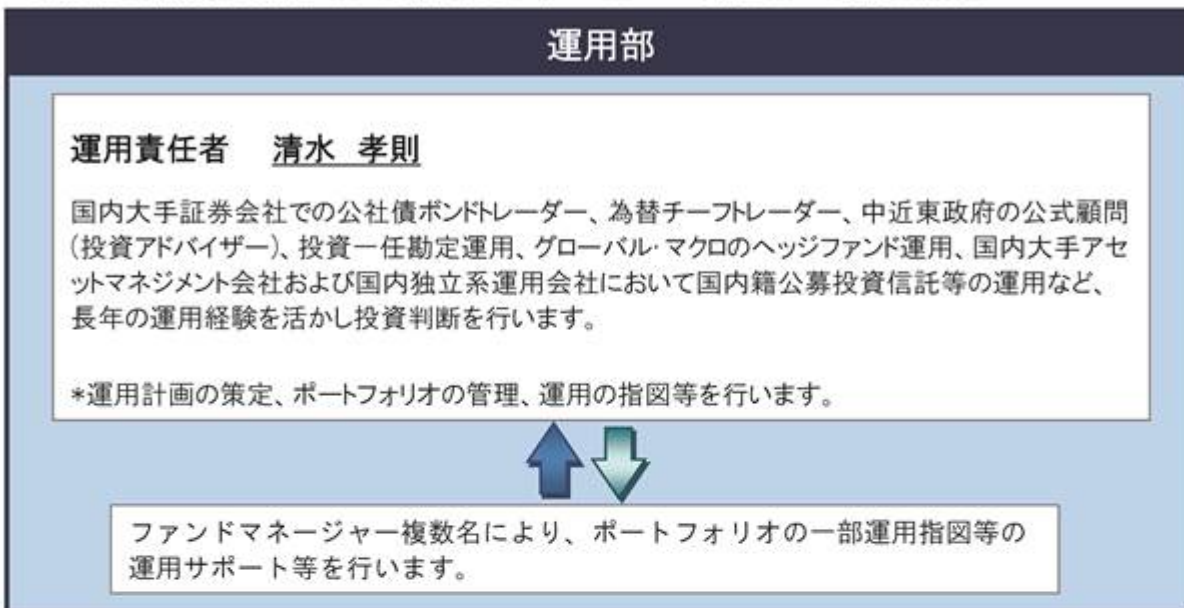 運用部
運用責任者　清水　孝則
国内大手証券会社での公社債ボンドトレーダー、為替チーフトレーダー、中近東政府の公式顧問
(投資アドバイザー)、投資一任勘定運用、グローバル･マクロのヘッジファンド運用、国内大手アセ
ットマネジメント会社および国内独立系運用会社において国内籍公募投資信託等の運用など、
長年の運用経験を活かし投資判断を行います。
*運用計画の策定、ポートフォリオの管理、運用の指図等を行います。
ファンドマネージャー複数名により、ポートフォリオの一部運用指図等の
運用サポート等を行います。